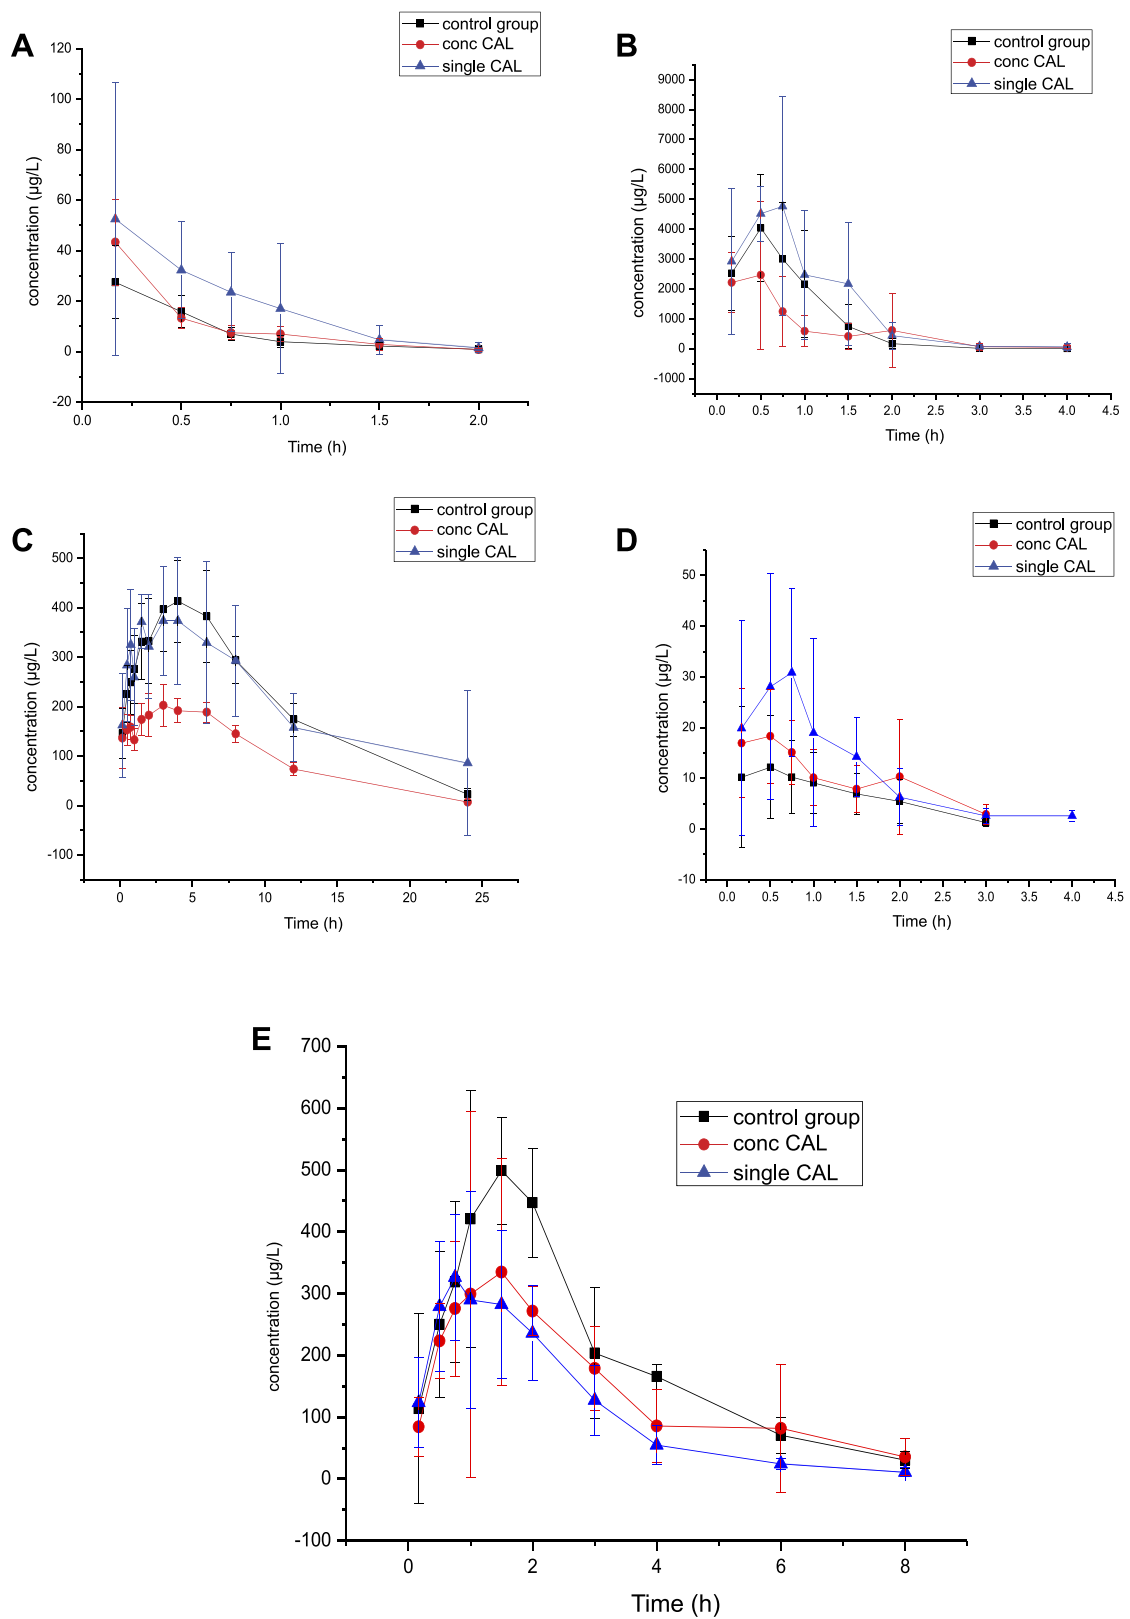 A
control group
conc CAL
single CAL
120
100
80
60
40
20
0
-20
concentration (µg/L)
0.0 0.5 1.0 1.5 2.0
Time (h)
B
control group
conc CAL
single CAL
9000
8000
7000
6000
5000
4000
3000
2000
1000
0
-1000
concentration (µg/L)
0.0 0.5 1.0 1.5 2.0 2.5 3.0 3.5 4.0 4.5
Time (h)
C
control group
conc CAL
single CAL
500
400
300
200
100
0
-100
concentration (µg/L)
0 5 10 15 20 25
Time (h)
D
control group
conc CAL
single CAL
50
40
30
20
10
0
-10
concentration (µg/L)
0.0 0.5 1.0 1.5 2.0 2.5 3.0 3.5 4.0 4.5
Time (h)
E
control group
conc CAL
single CAL
700
600
500
400
300
200
100
0
-100
concentration (µg/L)
0 2 4 6 8
Time (h)